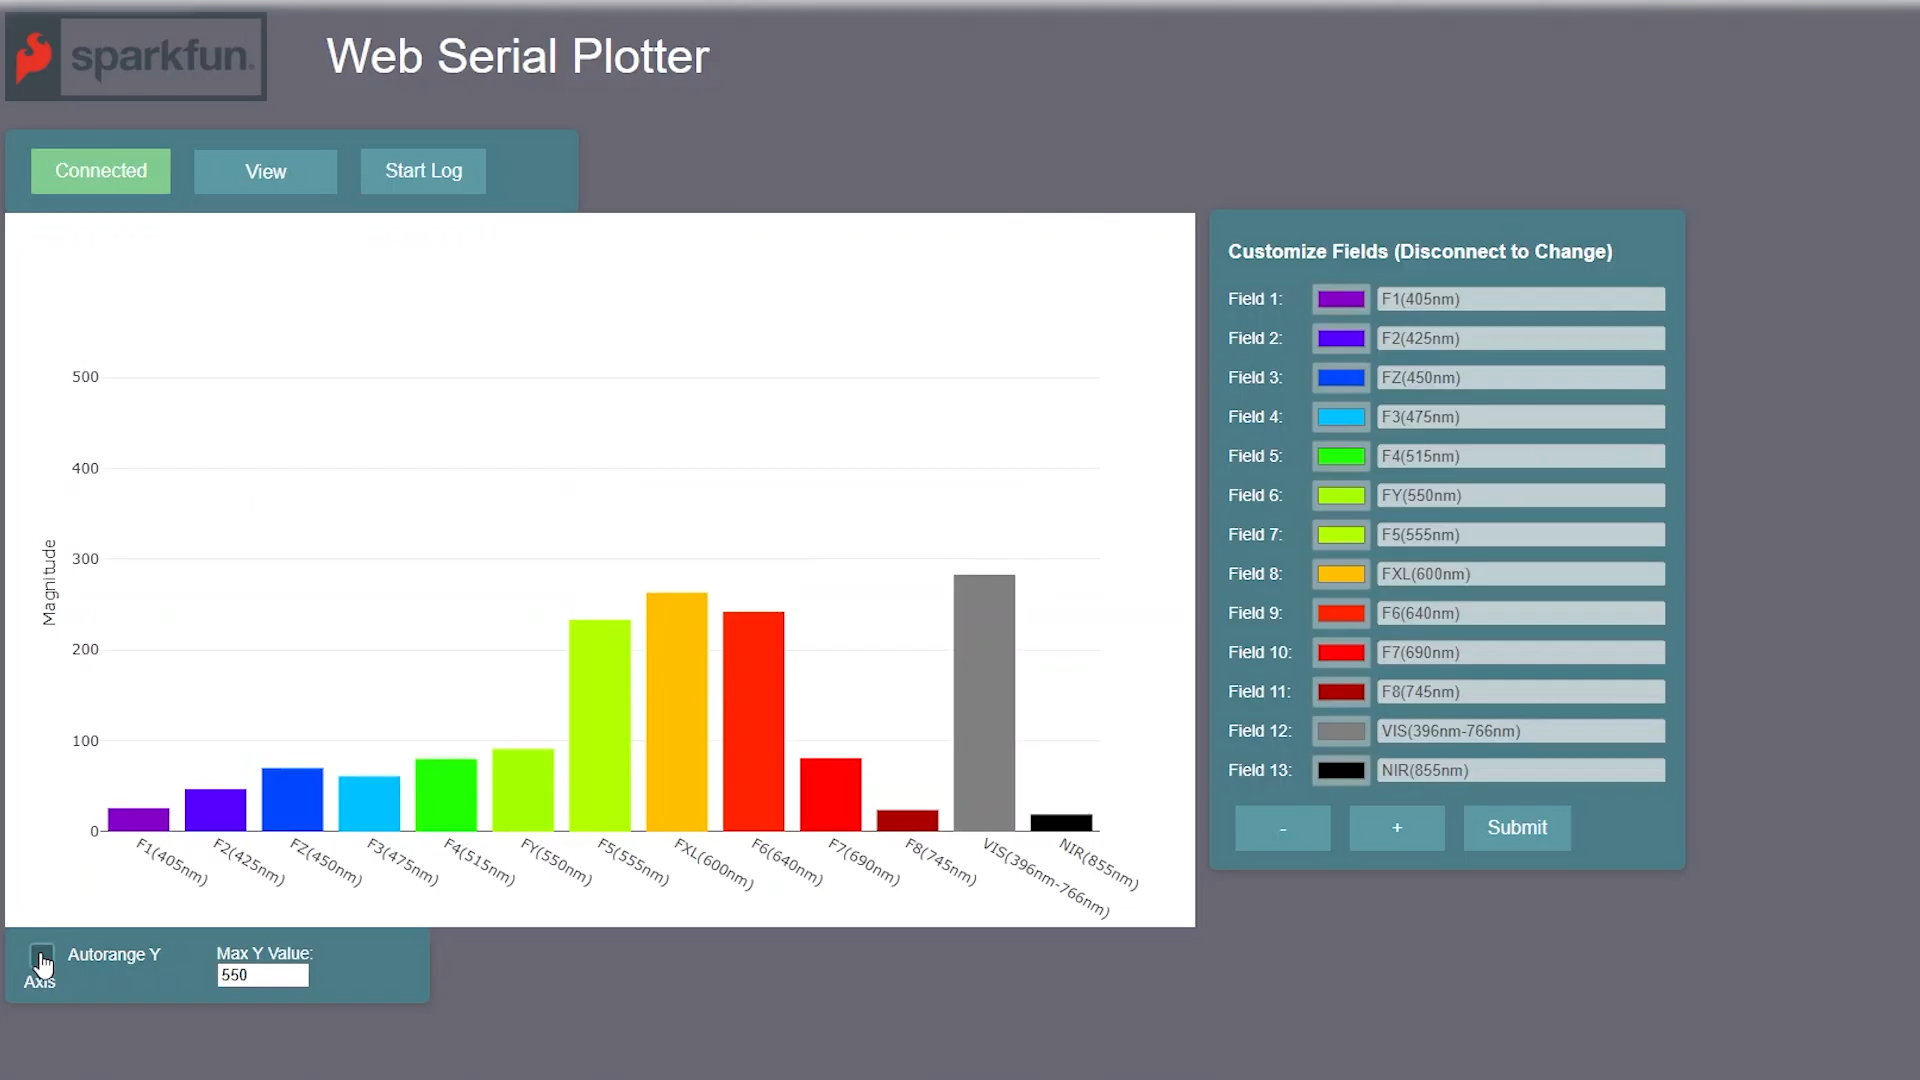 sparkfun.
Web Serial Plotter
Connected
View
Start Log
500
400
300
200
100
0
Magnitude
F1(405nm)
F2(425nm)
FZ(450nm)
F3(475nm)
F4(515nm)
FY(550nm)
F5(555nm)
FXL(600nm)
F6(640nm)
F7(690nm)
F8(745nm)
VIS(396nm-766nm)
NIR(855nm)
Customize Fields (Disconnect to Change)
Field 1: F1(405nm)
Field 2: F2(425nm)
Field 3: FZ(450nm)
Field 4: F3(475nm)
Field 5: F4(515nm)
Field 6: FY(550nm)
Field 7: F5(555nm)
Field 8: FXL(600nm)
Field 9: F6(640nm)
Field 10: F7(690nm)
Field 11: F8(745nm)
Field 12: VIS(396nm-766nm)
Field 13: NIR(855nm)
- + Submit
Autorange Y
Axis
Max Y Value:
550